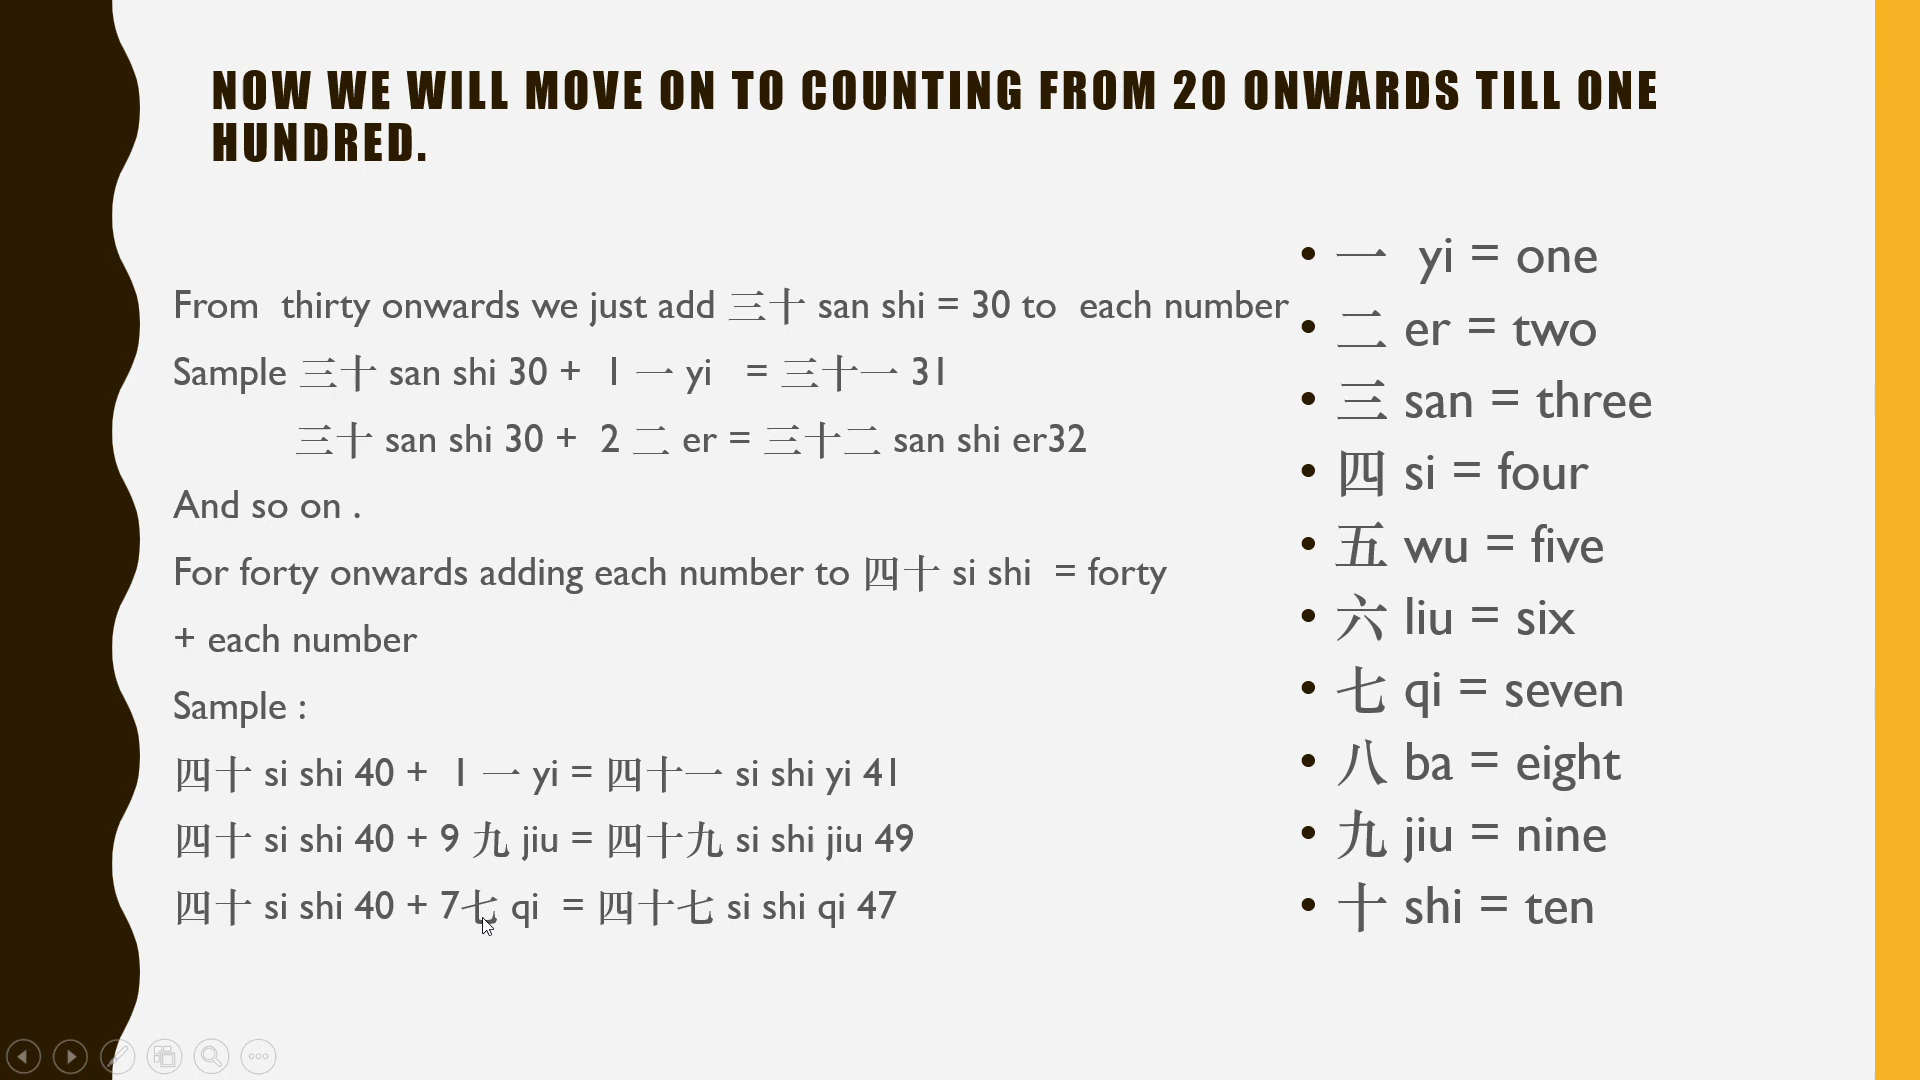 NOW WE WILL MOVE ON TO COUNTING FROM 20 ONWARDS TILL ONE
HUNDRED.
From thirty onwards we just add 三十 san shi = 30 to each number
Sample 三十 san shi 30 + 1 一 yi = 三十一 31
三十 san shi 30 + 2 二 er = 三十二 san shi er32
And so on .
For forty onwards adding each number to 四十 si shi = forty
+ each number
Sample :
四十 si shi 40 + 1 一 yi = 四十一 si shi yi 41
四十 si shi 40 + 9 九 jiu = 四十九 si shi jiu 49
四十 si shi 40 + 7七 qi = 四十七 si shi qi 47
• 一 yi = one
• 二 er = two
• 三 san = three
• 四 si = four
• 五 wu = five
• 六 liu = six
• 七 qi = seven
• 八 ba = eight
• 九 jiu = nine
• 十 shi = ten